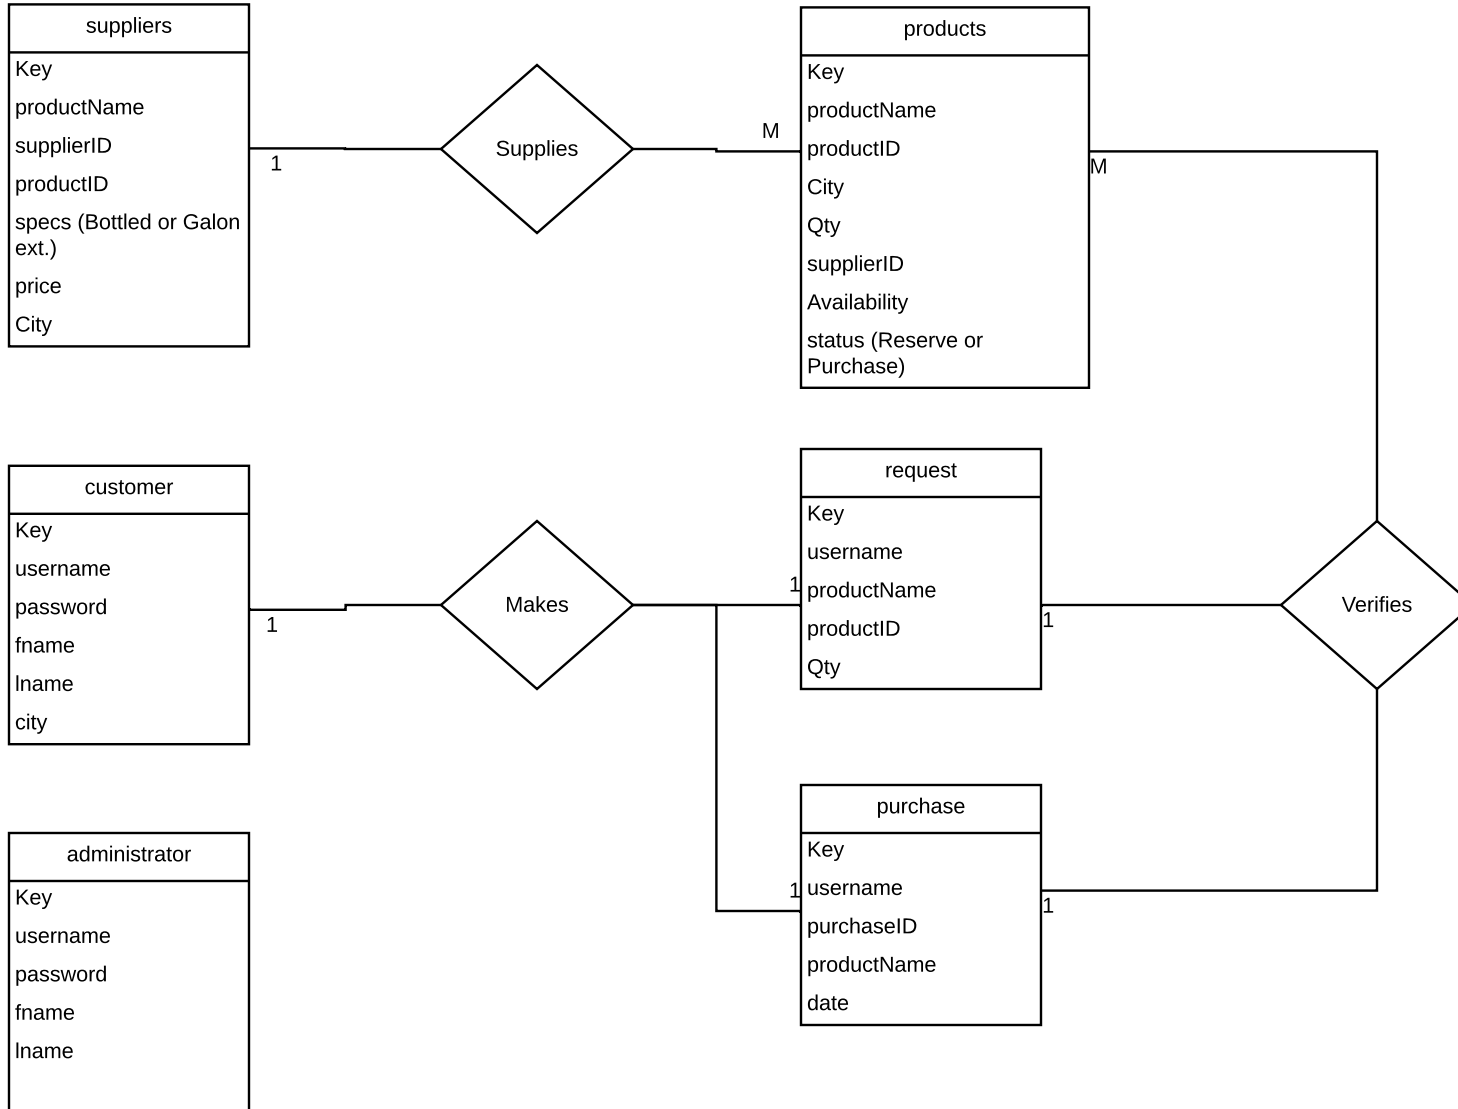 suppliers
Key
productName
supplierID
productID
specs (Bottled or Galon
ext.)
price
City
1
Supplies
M
products
Key
productName
productID
City
Qty
supplierID
Availability
status (Reserve or
Purchase)
M
customer
Key
username
password
fname
lname
city
1
Makes
1
request
Key
username
productName
productID
Qty
1
Verifies
administrator
Key
username
password
fname
lname
1
purchase
Key
username
purchaseID
productName
date
1